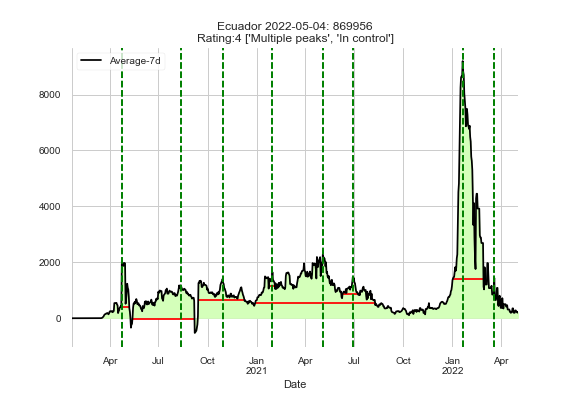 Ecuador 2022-05-04: 869956
Rating:4 ['Multiple peaks', 'In control']
Average-7d
8000
6000
4000
2000
0
Apr Jul Oct Jan Apr Jul Oct Jan Apr
2021 2022
Date